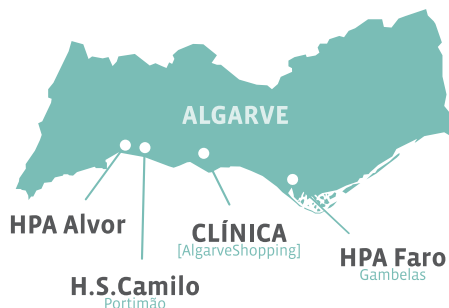 ALGARVE
HPA Alvor
CLÍNICA
[AlgarveShopping]
HPA Faro
Gambelas
H.S.Camilo
Portimão